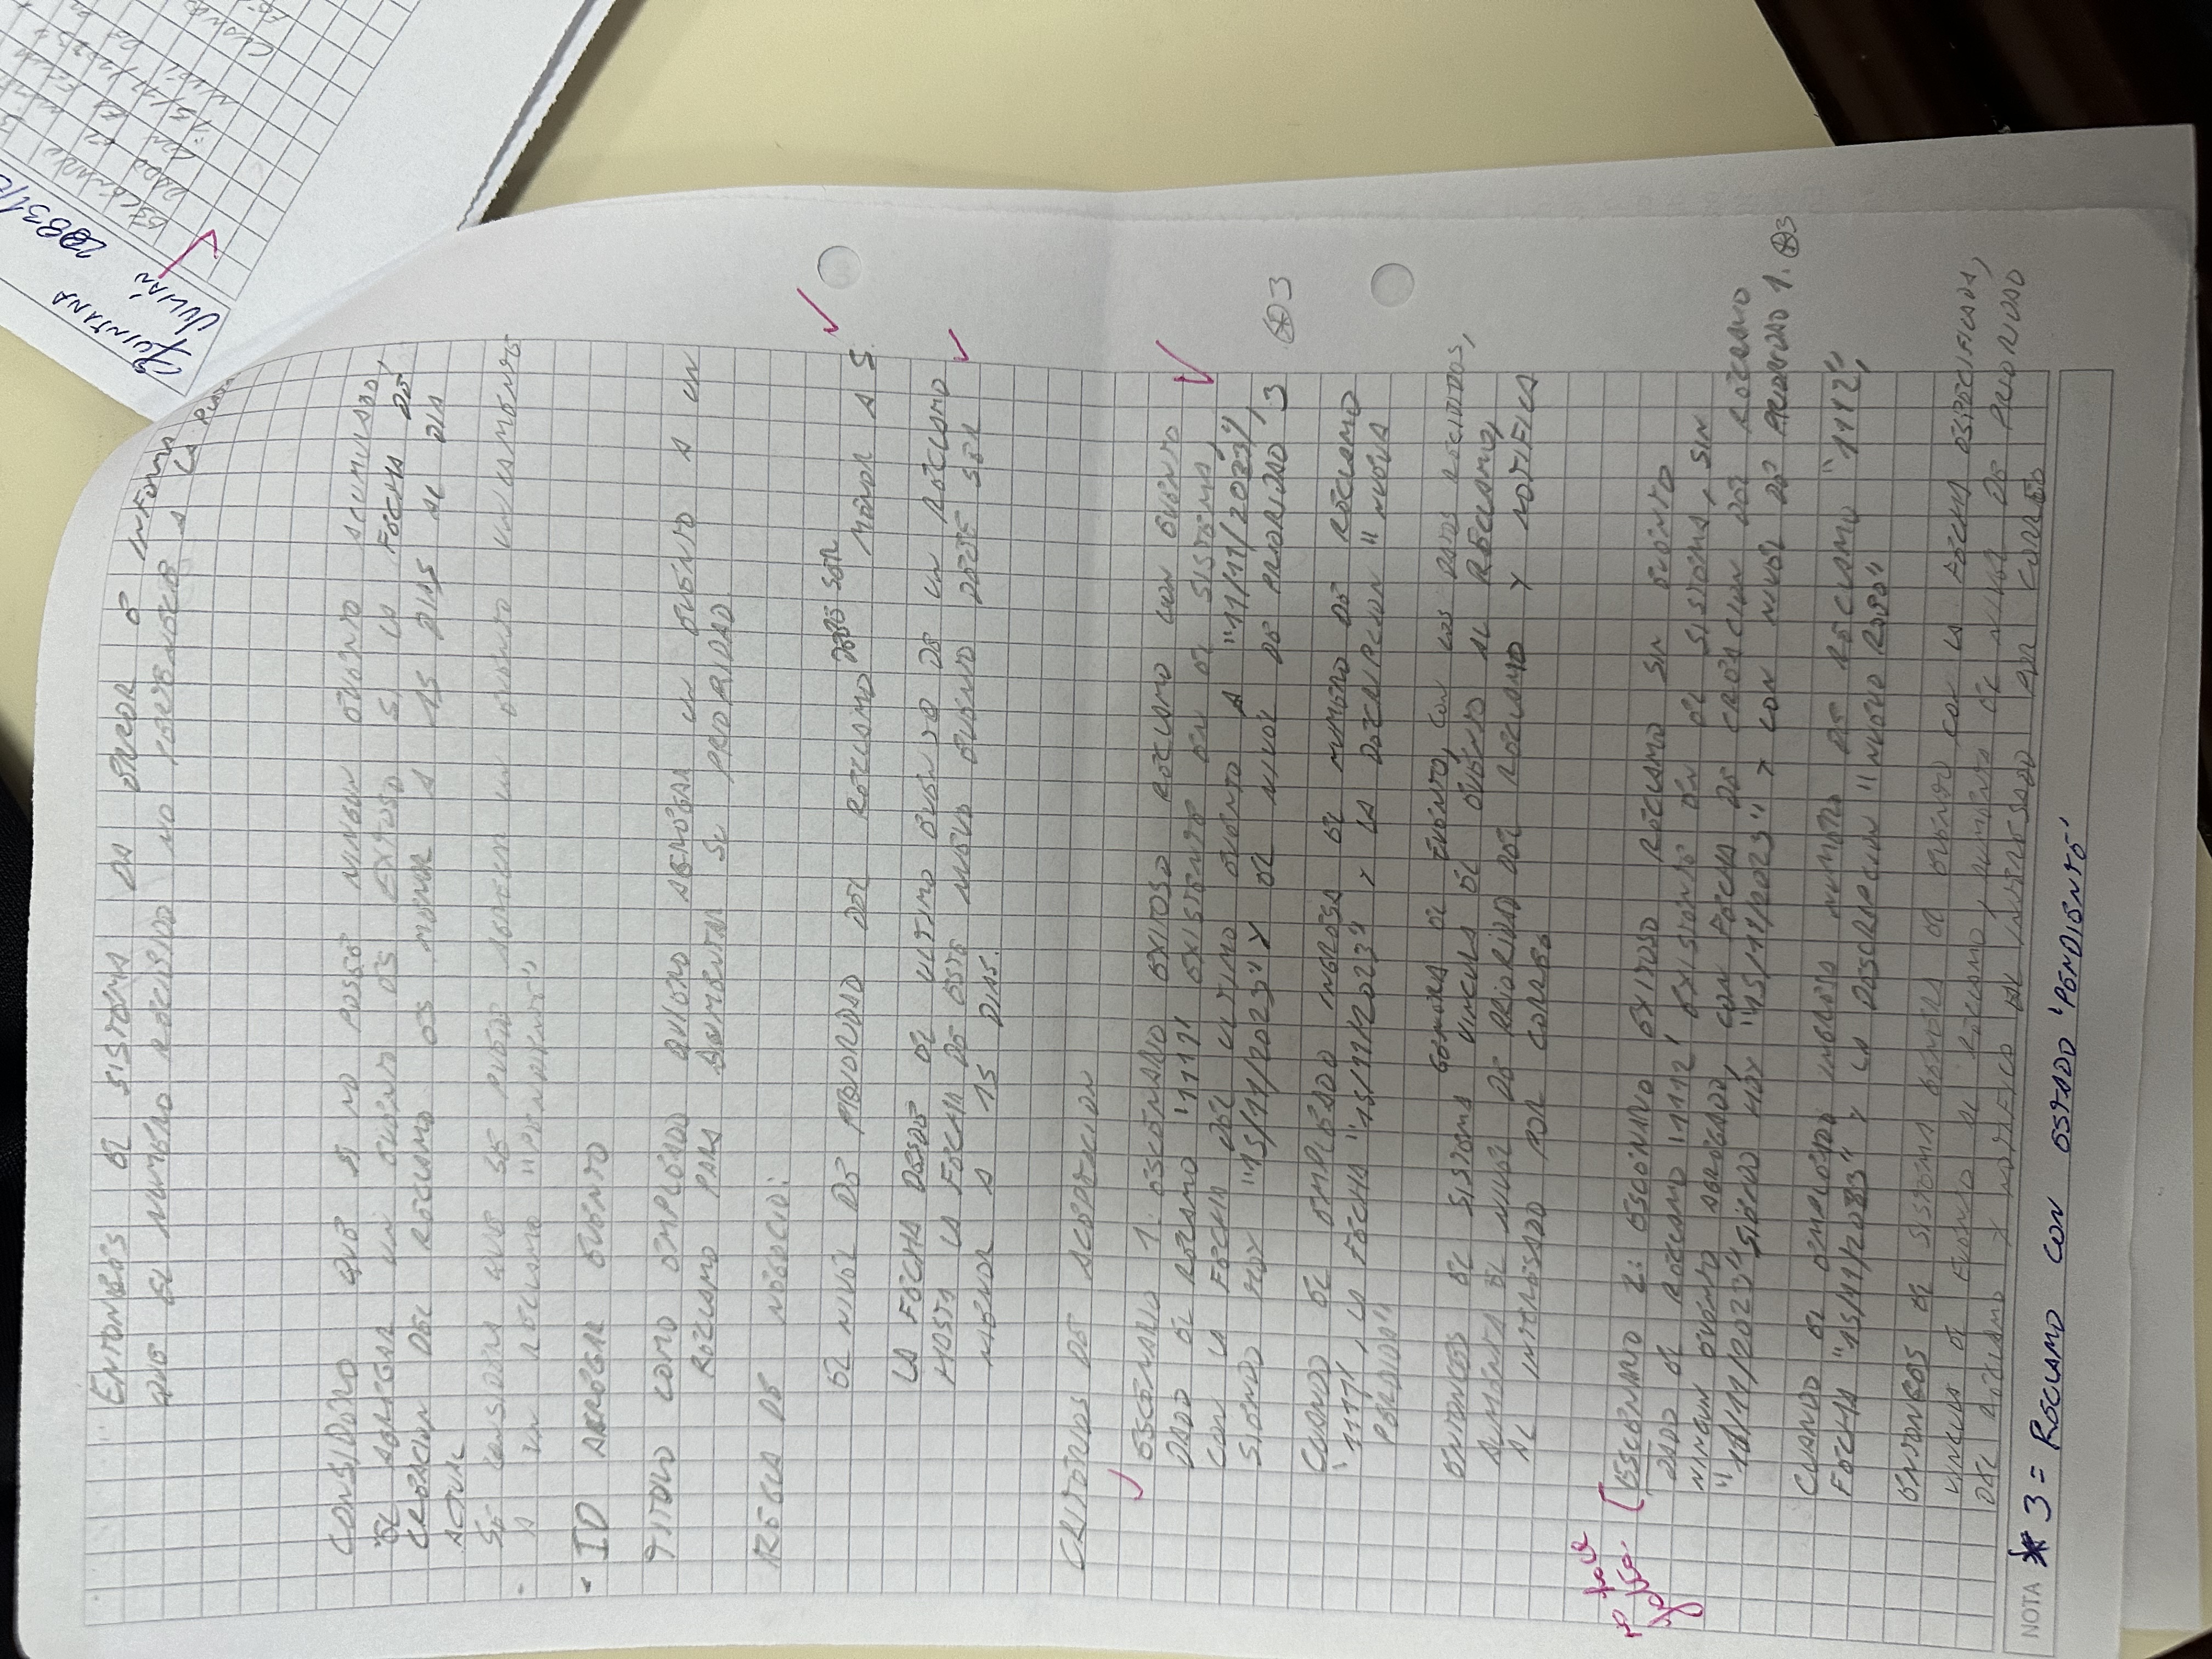 ENTONCES EL SISTEMA DA ERROR E INFORMA
QUE EL NUMERO RECIBIDO NO PERTENECE A LA
CONSIDERO QUE SI NO POSEE NINGUN EVENTO ACUMULADO,
EL AGREGAR UN EVENTO ES EXITOSO SI LA FECHA DE
CREACION DEL RECLAMO ES MENOR A 15 DIAS AL DIA
ACTUAL
SE CONSIDERA QUE SE PUEDE AGREGAR UN EVENTO UNICAMENTE
A UN RECLAMO "PENDIENTE"
- ID AGREGAR EVENTO
TITULO COMO EMPLEADO QUIERO AGREGAR UN EVENTO A UN
RECLAMO PARA AUMENTAR SU PRIORIDAD
REGLA DE NEGOCIO:
EL NIVEL DE PRIORIDAD DEL RECLAMO DEBE SER MENOR A 5.
LA FECHA DESDE EL ULTIMO EVENTO DE UN RECLAMO
HASTA LA FECHA DE ESTE NUEVO EVENTO DEBE SER
MENOR A 15 DIAS.
CRITERIOS DE ACEPTACION
ESCENARIO 1: ESCENARIO EXITOSO RECLAMO CON EVENTO
DADO EL RECLAMO '1111' EXISTENTE EN EL SISTEMA,
CON LA FECHA DEL ULTIMO EVENTO A "11/11/2023",
SIENDO HOY "15/11/2023" Y EL NIVEL DE PRIORIDAD 3 *3
CUANDO EL EMPLEADO INGRESA EL NUMERO DE RECLAMO
'1111', LA FECHA "15/11/2023" Y LA DECRIPCION "NUEVA
PERDIDA"
GENERA EL EVENTO, CON LOS DATOS RECIBIDOS,
ENTONCES EL SISTEMA VINCULA EL EVENTO AL RECLAMO,
AUMENTA EL NIVEL DE PRIORIDAD DEL RECLAMO Y NOTIFICA
AL INTERESADO POR CORREO
no hace
falta
ESCENARIO 2: ESCENARIO EXITOSO RECLAMO SIN EVENTO
DADO EL RECLAMO '1112' EXISTENTE EN EL SISTEMA, SIN
NINGUN EVENTO AGREGADO, CON FECHA DE CREACION DEL RECLAMO
"11/11/2023" SIENDO HOY "15/11/2023" Y CON NIVEL DE PRIORIDAD 1. *3
CUANDO EL EMPLEADO INGRESA NUMERO DE RECLAMO "1112",
FECHA "15/11/2023" Y LA DESCRIPCION "NUEVO ROBO"
ENTONCES EL SISTEMA GENERA EL EVENTO CON LA FECHA ESPECIFICADA,
VINCULA EL EVENTO AL RECLAMO, AUMENTA EL NIVEL DE PRIORIDAD
DEL RECLAMO Y NOTIFICA AL INTERESADO POR CORREO
NOTA * 3 = RECLAMO CON ESTADO 'PENDIENTE'
QUINTANA
JULIÁN
ESCENARIO
DADO EL
CON LA
"15/11/2023"
NIVEL DE
CUANDO